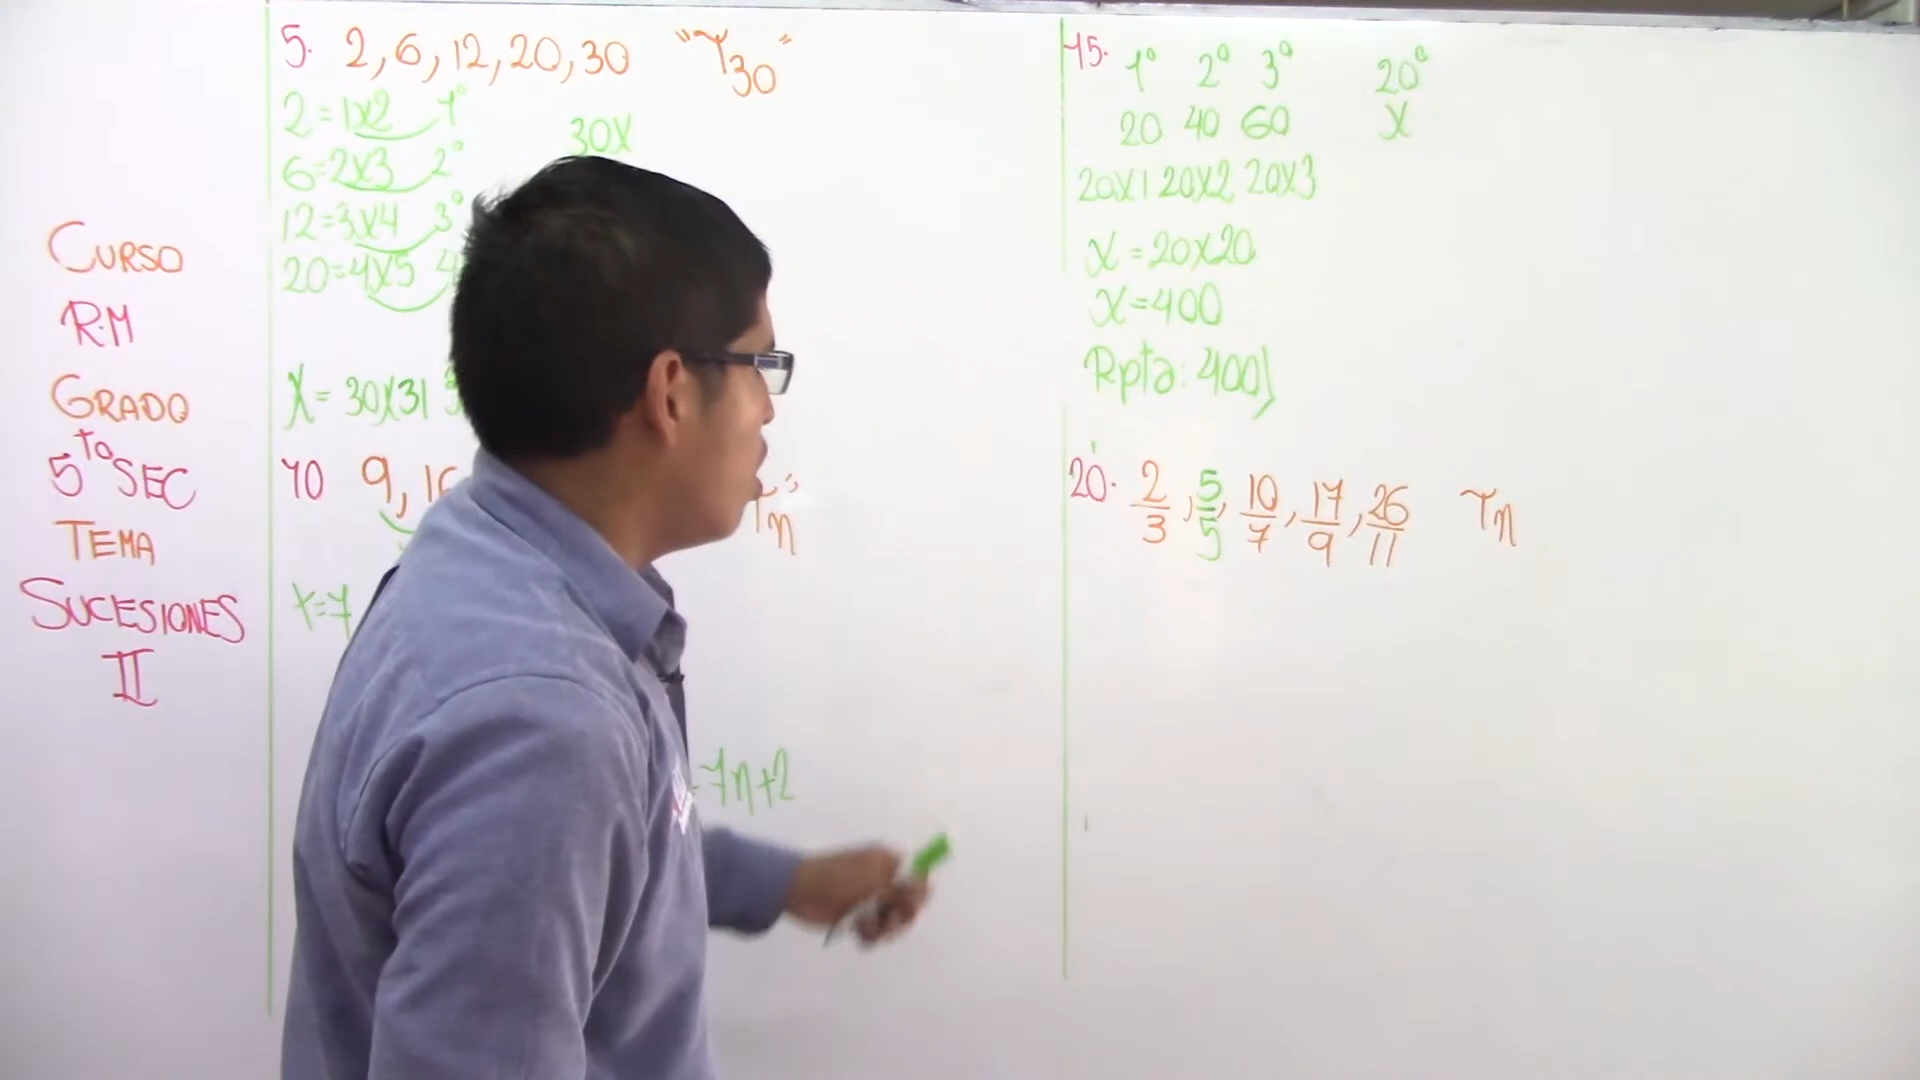 CURSO
R.M
GRADO
5to SEC
TEMA
SUCESIONES
II
5. 2, 6, 12, 20, 30 "T30"
2=1x2 1°
6=2x3 2°
12=3x4 3°
20=4x5 4
30X
X= 30X31
10 9, 16
Tn"
r=7
=7n+2
15. 1° 2° 3° 20°
20 40 60 X
20X1 20X2 20X3
X=20X20
X=400
Rpta: 400
20. 2/3, 5/5, 10/7, 17/9, 26/11 Tn